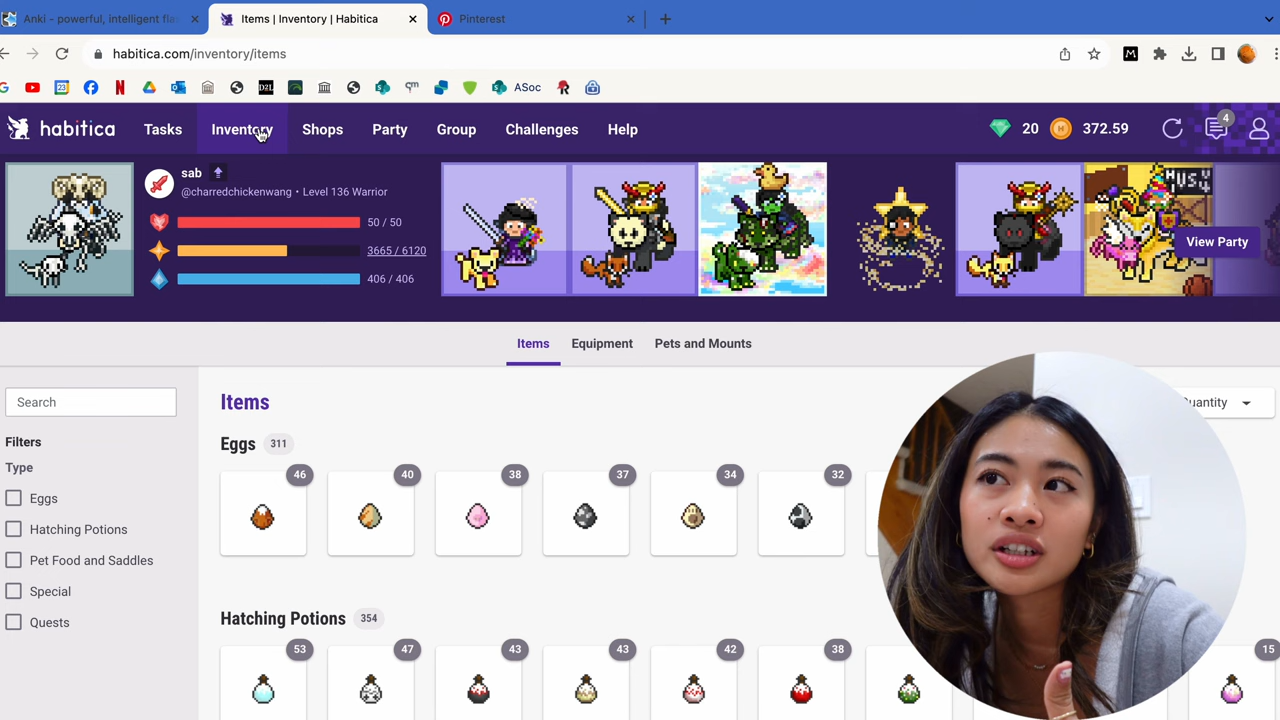 Anki - powerful, intelligent fla
Items | Inventory | Habitica
Pinterest
habitica.com/inventory/items
ASoc
habitica
Tasks
Inventory
Shops
Party
Group
Challenges
Help
20
372.59
4
sab
@charredchickenwang • Level 136 Warrior
50 / 50
3665 / 6120
406 / 406
View Party
Items
Equipment
Pets and Mounts
Search
Filters
Type
Eggs
Hatching Potions
Pet Food and Saddles
Special
Quests
Items
Quantity
Eggs 311
46
40
38
37
34
32
Hatching Potions 354
53
47
43
43
42
38
15